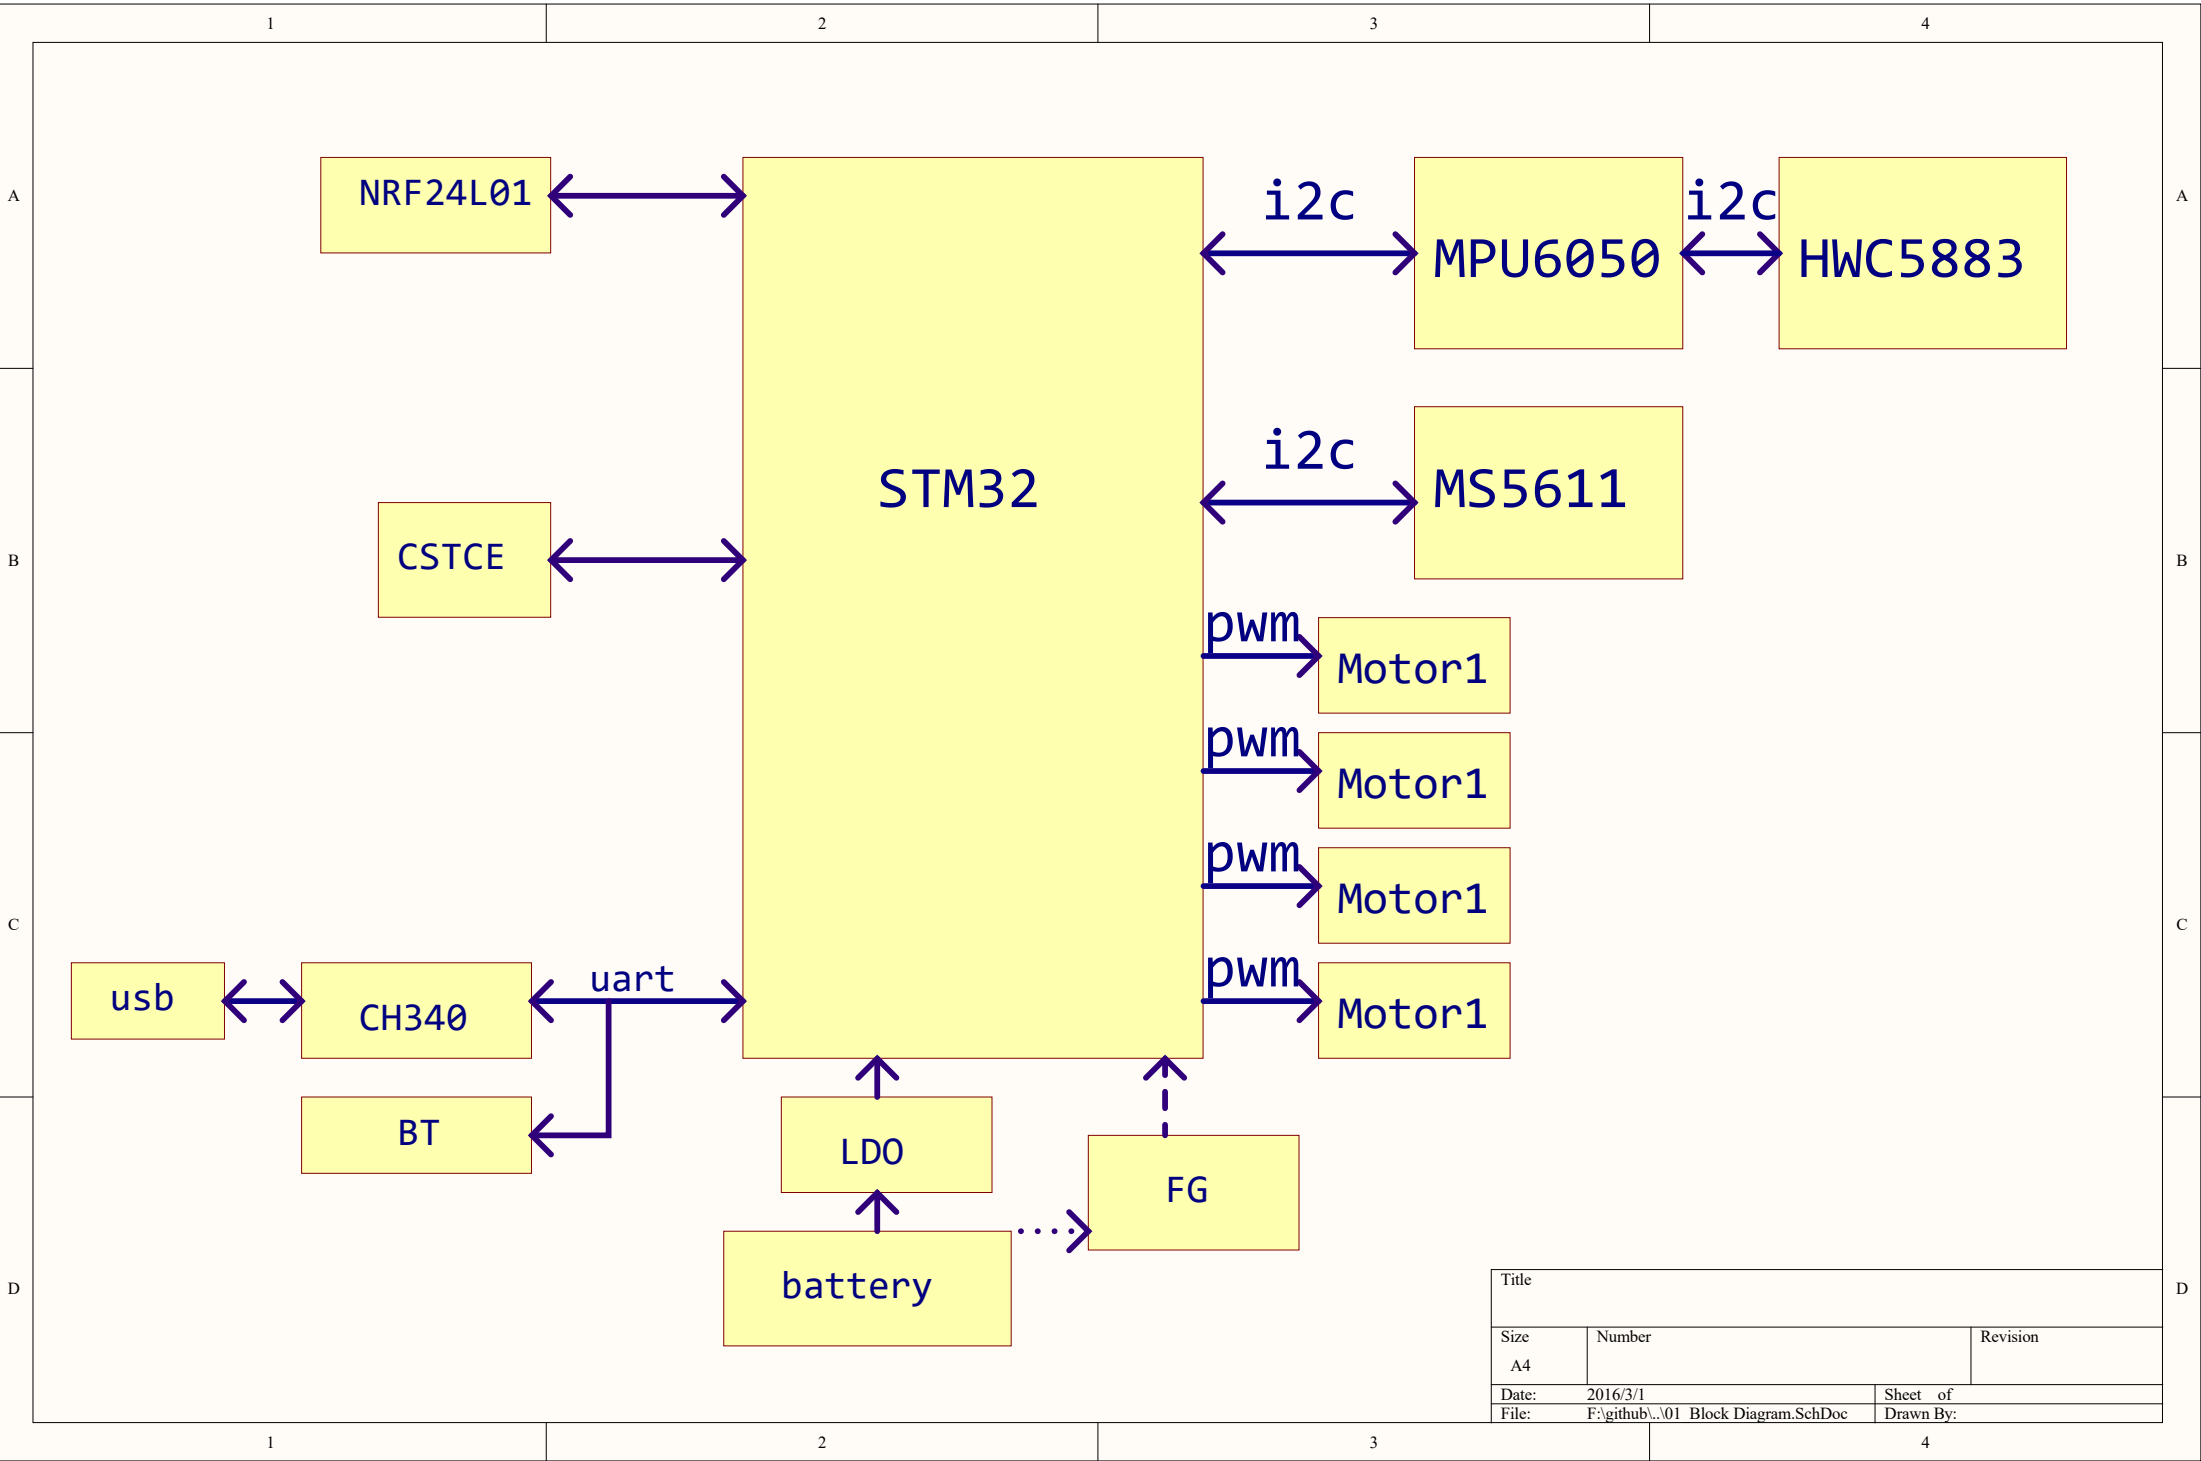 1 2 3 4
A A
NRF24L01
i2c
i2c
MPU6050
HWC5883
STM32
i2c
MS5611
B B
CSTCE
pwm
Motor1
pwm
Motor1
pwm
Motor1
C C
pwm
Motor1
usb
CH340
uart
BT
LDO
FG
battery
D D
Title
Size Number Revision
A4
Date: 2016/3/1 Sheet of
File: F:\github\..\01 Block Diagram.SchDoc Drawn By:
1 2 3 4